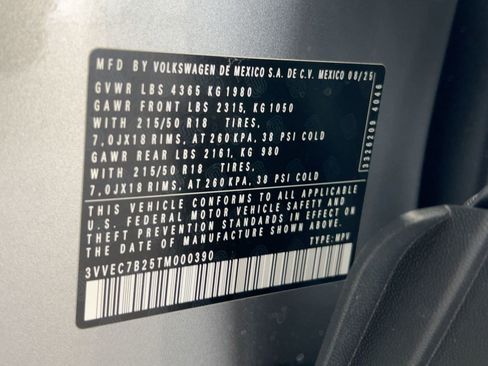 MFD BY VOLKSWAGEN DE MEXICO S.A. DE C.V. MEXICO 08/25
GVWR LBS 4365 KG 1980
GAWR FRONT LBS 2315, KG 1050
WITH 215/50 R18 TIRES,
7,0JX18 RIMS, AT 260 KPA, 38 PSI COLD
GAWR REAR LBS 2161, KG 980
WITH 215/50 R18 TIRES,
7,0JX18 RIMS, AT 260 KPA, 38 PSI COLD
THIS VEHICLE CONFORMS TO ALL APPLICABLE
U.S. FEDERAL MOTOR VEHICLE SAFETY AND
THEFT PREVENTION STANDARDS IN EFFECT ON
THE DATE OF MANUFACTURE SHOWN ABOVE
3VVEC7B25TM000390 TYPE: MPV
3326209 4046